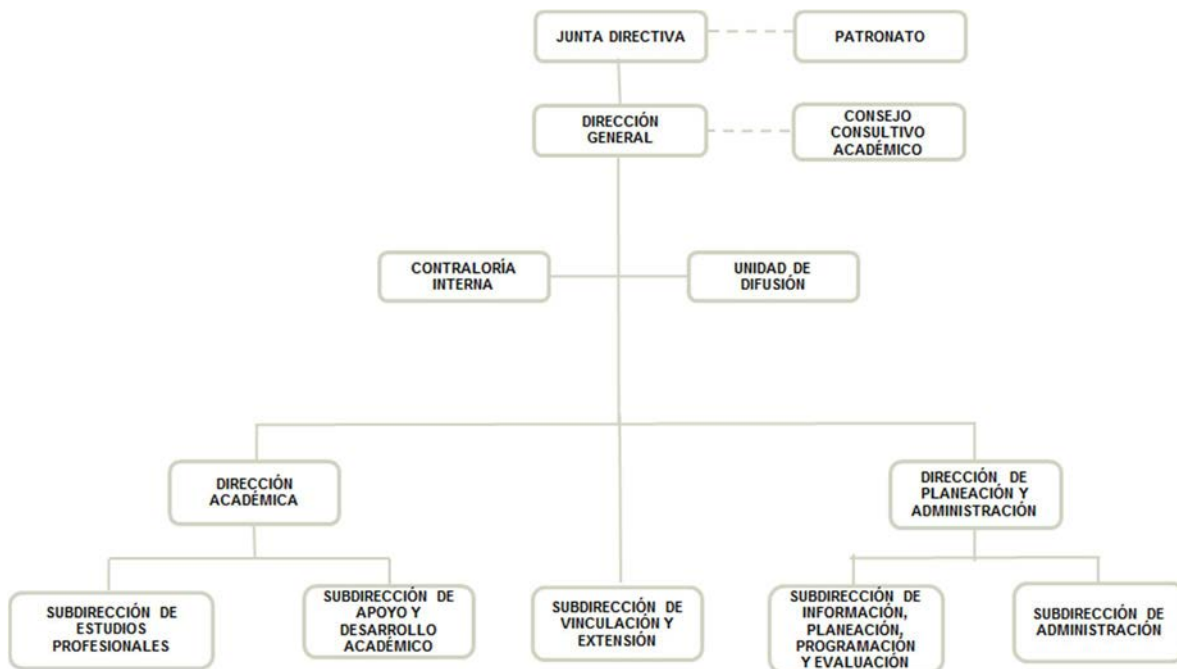 JUNTA DIRECTIVA
PATRONATO
DIRECCIÓN
GENERAL
CONSEJO
CONSULTIVO
ACADÉMICO
CONTRALORÍA
INTERNA
UNIDAD DE
DIFUSIÓN
DIRECCIÓN
ACADÉMICA
DIRECCIÓN DE
PLANEACIÓN Y
ADMINISTRACIÓN
SUBDIRECCIÓN DE
ESTUDIOS
PROFESIONALES
SUBDIRECCIÓN DE
APOYO Y
DESARROLLO
ACADÉMICO
SUBDIRECCIÓN DE
VINCULACIÓN Y
EXTENSIÓN
SUBDIRECCIÓN DE
INFORMACIÓN,
PLANEACIÓN,
PROGRAMACIÓN
Y EVALUACIÓN
SUBDIRECCIÓN DE
ADMINISTRACIÓN